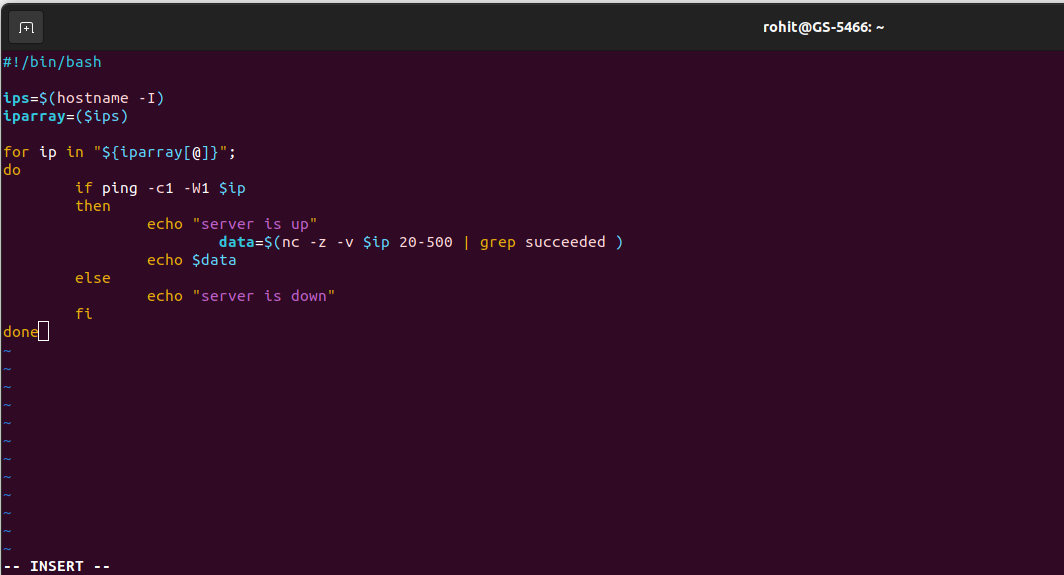 rohit@GS-5466: ~
#!/bin/bash
ips=$(hostname -I)
iparray=($ips)
for ip in "${iparray[@]}";
do
if ping -c1 -W1 $ip
then
echo "server is up"
data=$(nc -z -v $ip 20-500 | grep succeeded )
echo $data
else
echo "server is down"
fi
done
~
~
~
~
~
~
~
~
~
~
~
~
-- INSERT --